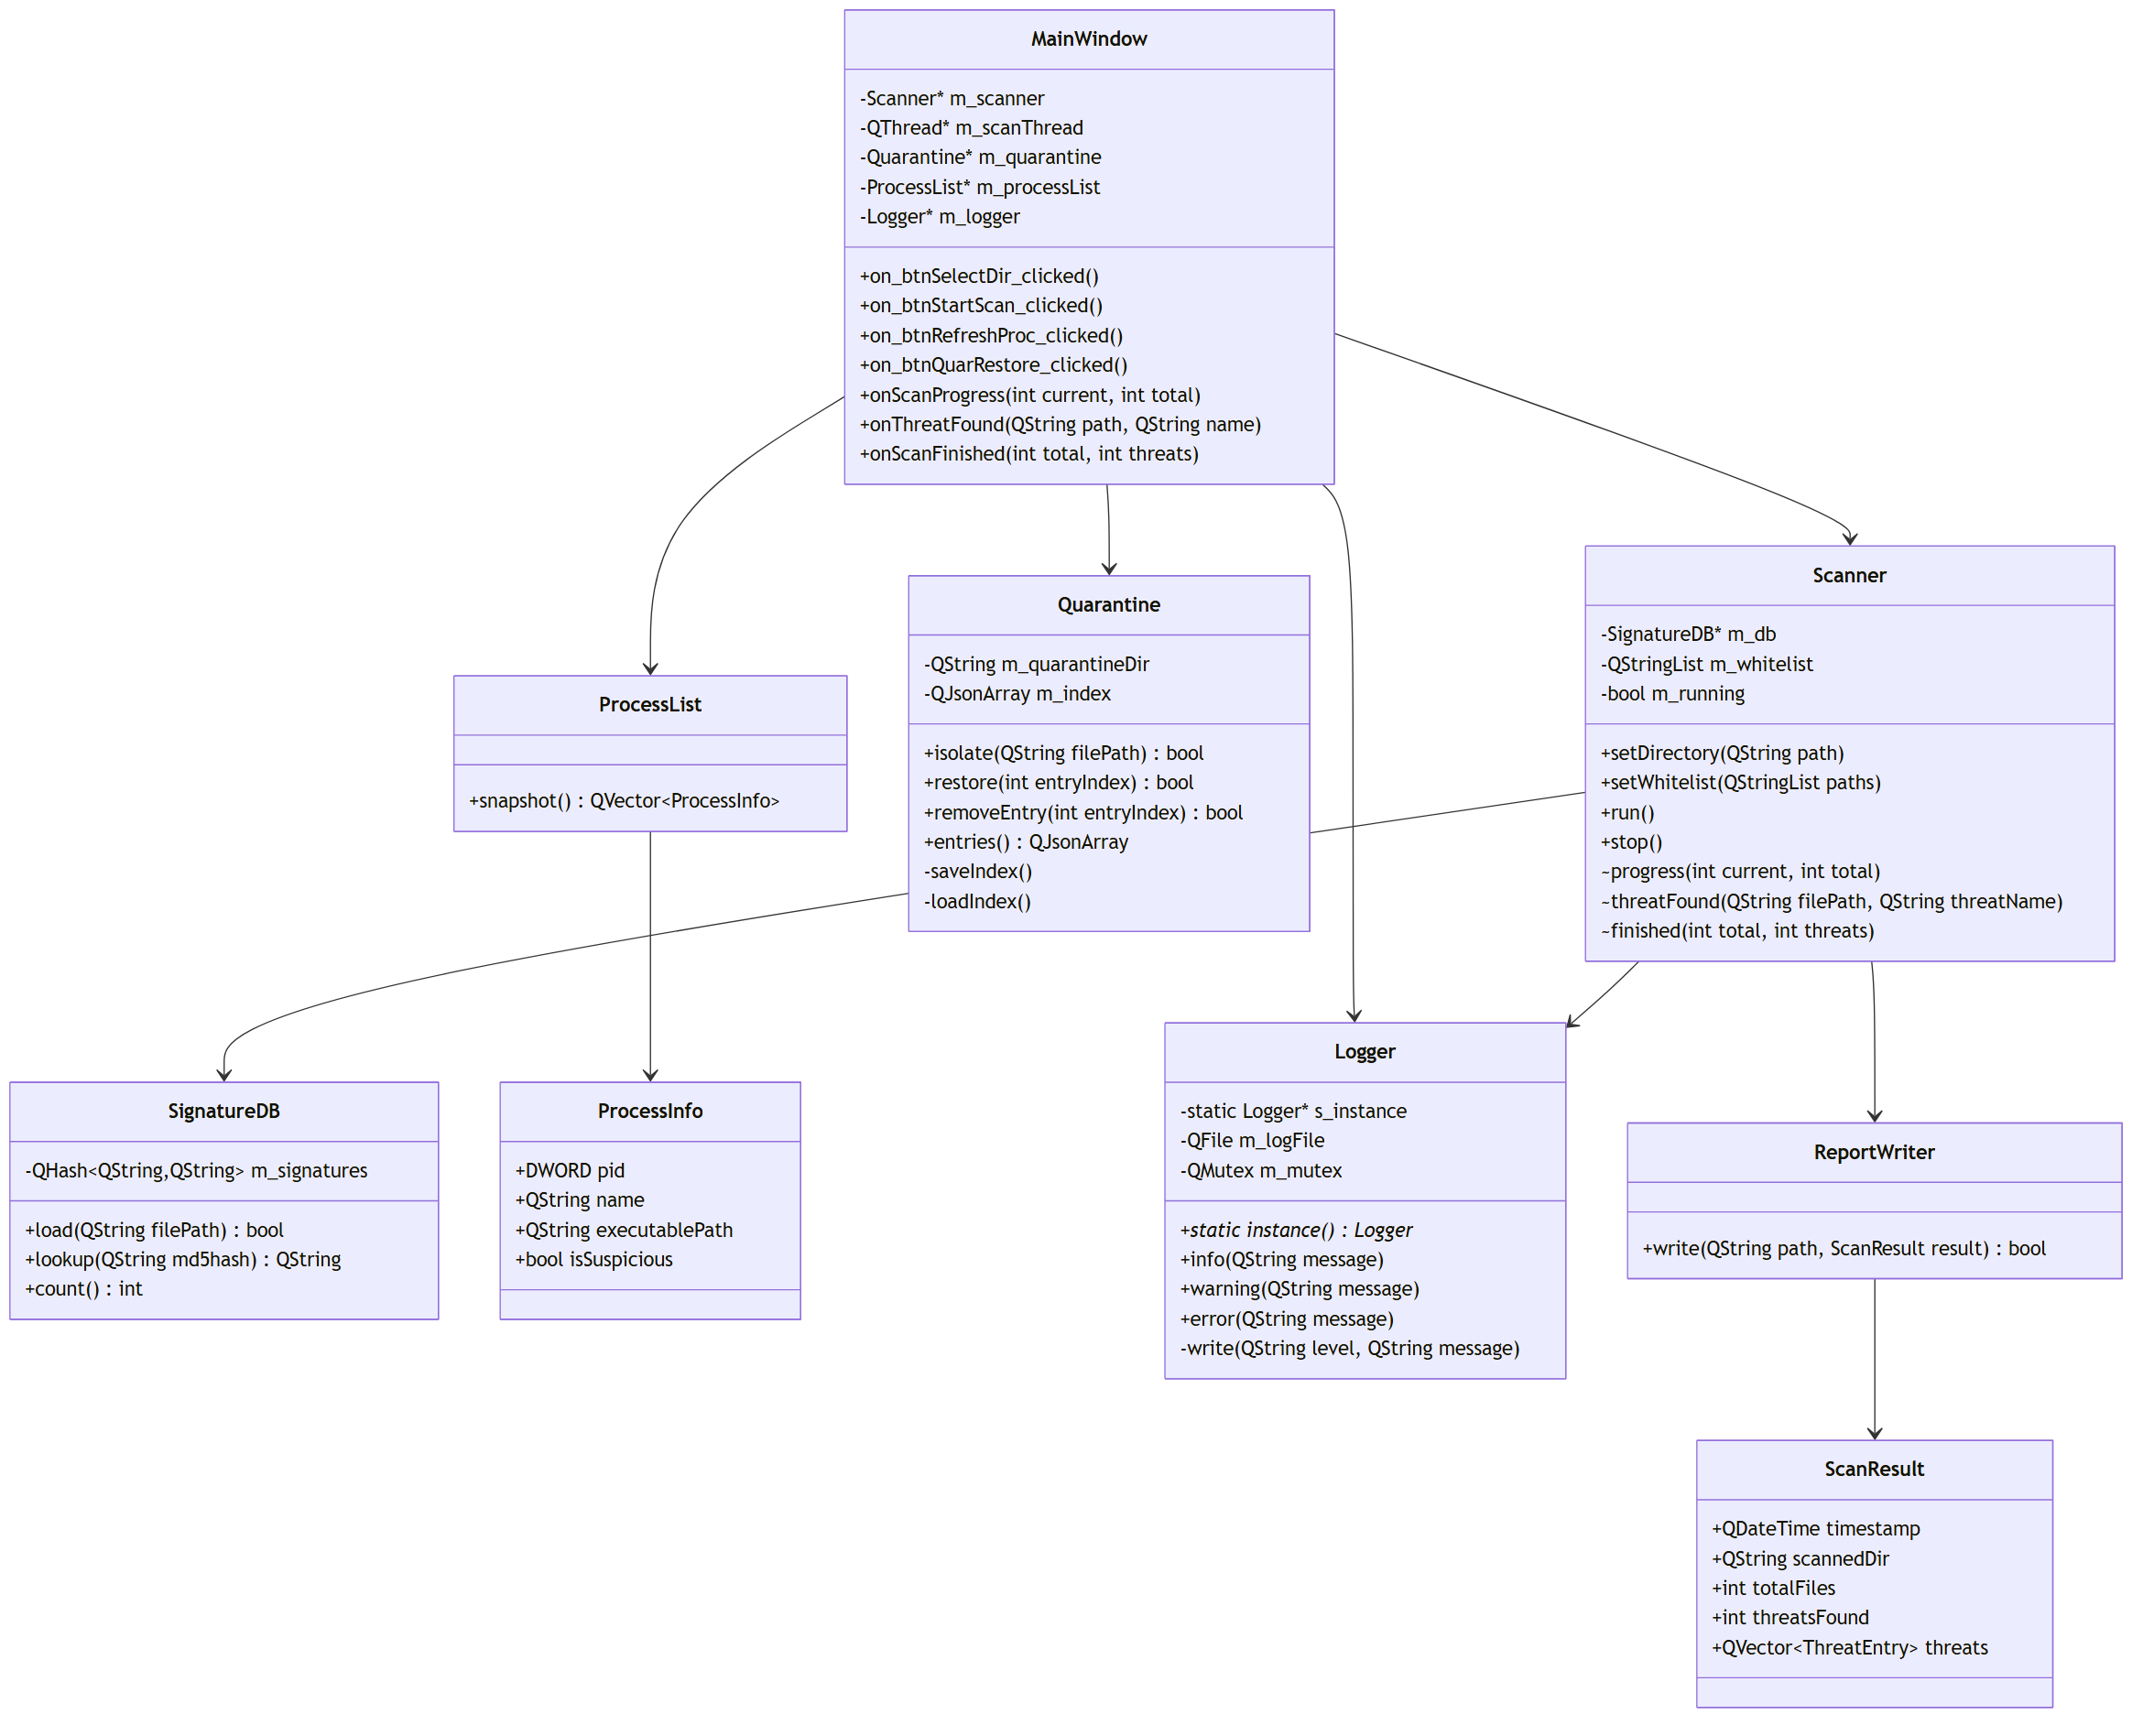 MainWindow
-Scanner* m_scanner
-QThread* m_scanThread
-Quarantine* m_quarantine
-ProcessList* m_processList
-Logger* m_logger
+on_btnSelectDir_clicked()
+on_btnStartScan_clicked()
+on_btnRefreshProc_clicked()
+on_btnQuarRestore_clicked()
+onScanProgress(int current, int total)
+onThreatFound(QString path, QString name)
+onScanFinished(int total, int threats)
Scanner
-SignatureDB* m_db
-QStringList m_whitelist
-bool m_running
+setDirectory(QString path)
+setWhitelist(QStringList paths)
+run()
+stop()
~progress(int current, int total)
~threatFound(QString filePath, QString threatName)
~finished(int total, int threats)
Quarantine
-QString m_quarantineDir
-QJsonArray m_index
+isolate(QString filePath) : bool
+restore(int entryIndex) : bool
+removeEntry(int entryIndex) : bool
+entries() : QJsonArray
-saveIndex()
-loadIndex()
ProcessList
+snapshot() : QVector<ProcessInfo>
SignatureDB
-QHash<QString,QString> m_signatures
+load(QString filePath) : bool
+lookup(QString md5hash) : QString
+count() : int
ProcessInfo
+DWORD pid
+QString name
+QString executablePath
+bool isSuspicious
Logger
-static Logger* s_instance
-QFile m_logFile
-QMutex m_mutex
+static instance() : Logger
+info(QString message)
+warning(QString message)
+error(QString message)
-write(QString level, QString message)
ReportWriter
+write(QString path, ScanResult result) : bool
ScanResult
+QDateTime timestamp
+QString scannedDir
+int totalFiles
+int threatsFound
+QVector<ThreatEntry> threats